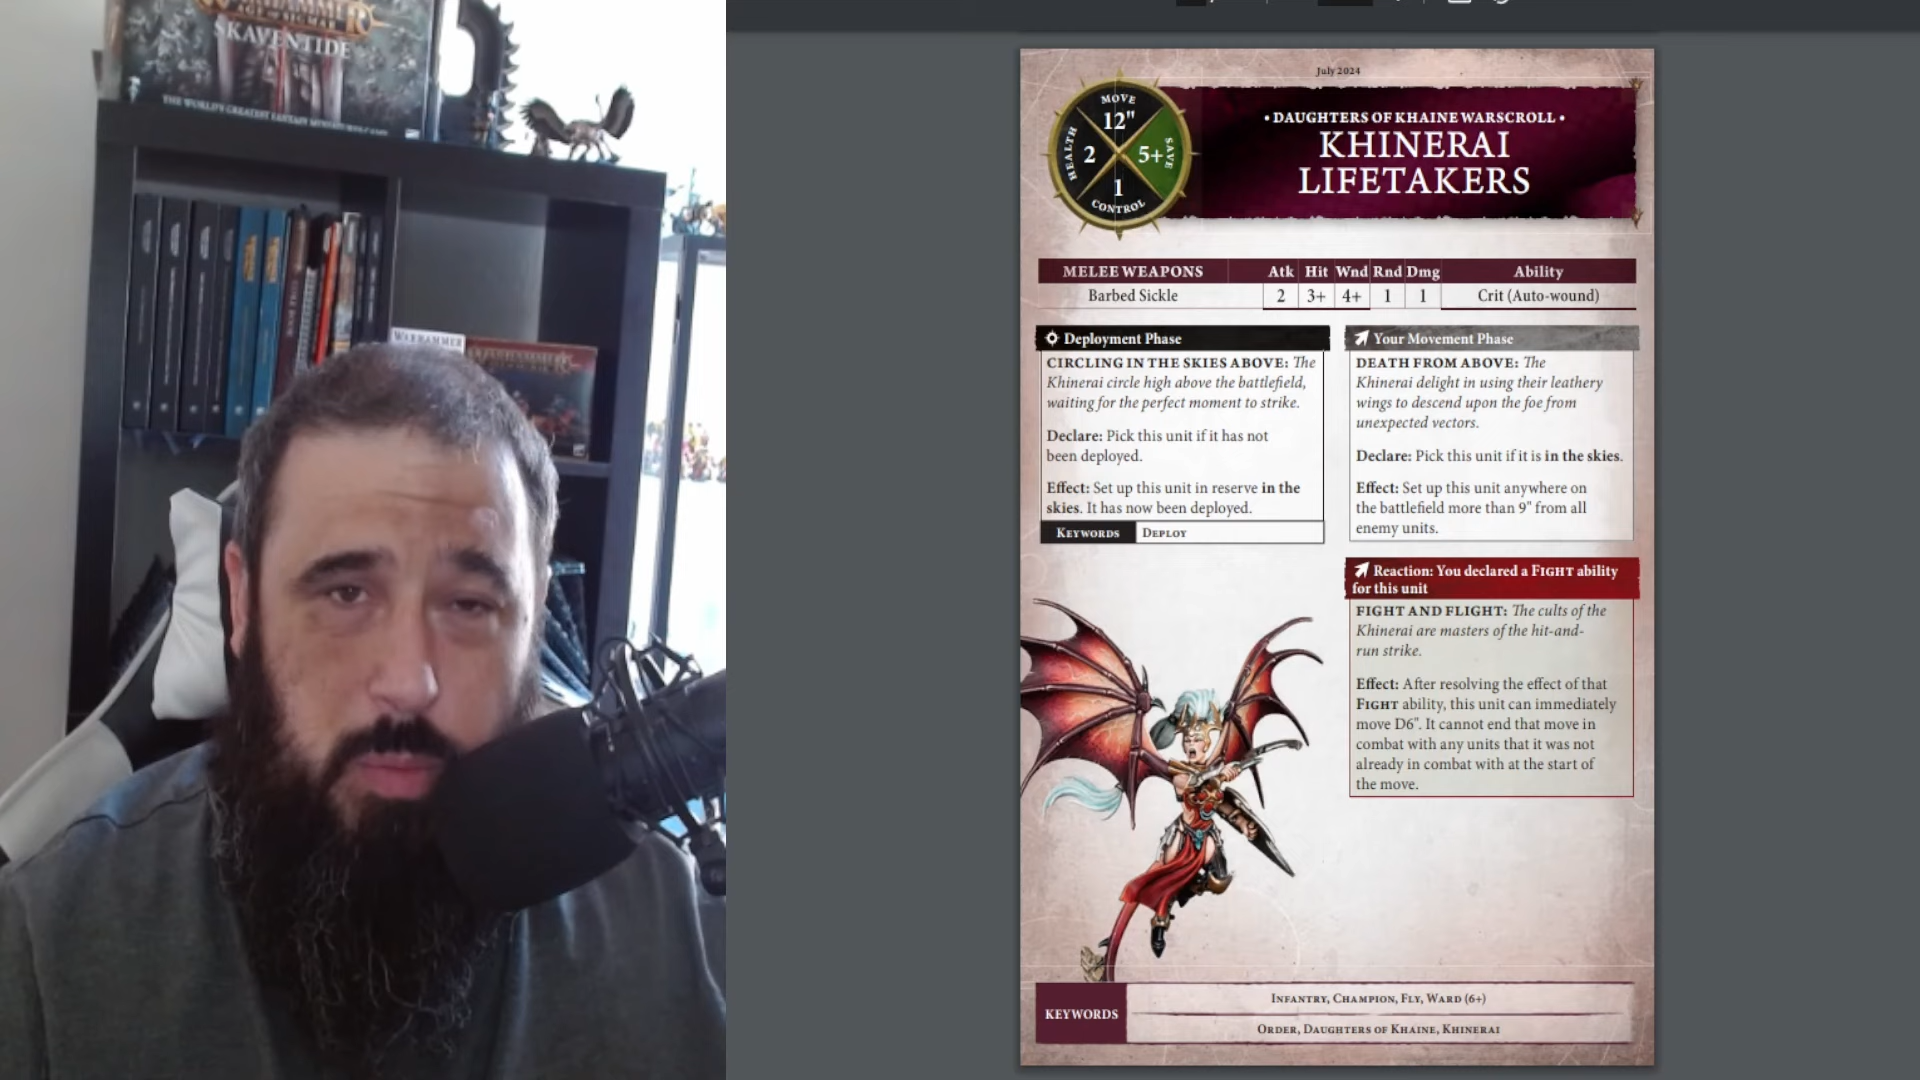 SKAVENTIDE
WARHAMMER
July 2024
MOVE
12"
HEALTH
2
5+
SAVE
1
CONTROL
• DAUGHTERS OF KHAINE WARSCROLL •
KHINERAI
LIFETAKERS
MELEE WEAPONS Atk Hit Wnd Rnd Dmg Ability
Barbed Sickle 2 3+ 4+ 1 1 Crit (Auto-wound)
Deployment Phase
CIRCLING IN THE SKIES ABOVE: The
Khinerai circle high above the battlefield,
waiting for the perfect moment to strike.
Declare: Pick this unit if it has not
been deployed.
Effect: Set up this unit in reserve in the
skies. It has now been deployed.
KEYWORDS DEPLOY
Your Movement Phase
DEATH FROM ABOVE: The
Khinerai delight in using their leathery
wings to descend upon the foe from
unexpected vectors.
Declare: Pick this unit if it is in the skies.
Effect: Set up this unit anywhere on
the battlefield more than 9" from all
enemy units.
Reaction: You declared a FIGHT ability
for this unit
FIGHT AND FLIGHT: The cults of the
Khinerai are masters of the hit-and-
run strike.
Effect: After resolving the effect of that
FIGHT ability, this unit can immediately
move D6". It cannot end that move in
combat with any units that it was not
already in combat with at the start of
the move.
KEYWORDS
INFANTRY, CHAMPION, FLY, WARD (6+)
ORDER, DAUGHTERS OF KHAINE, KHINERAI